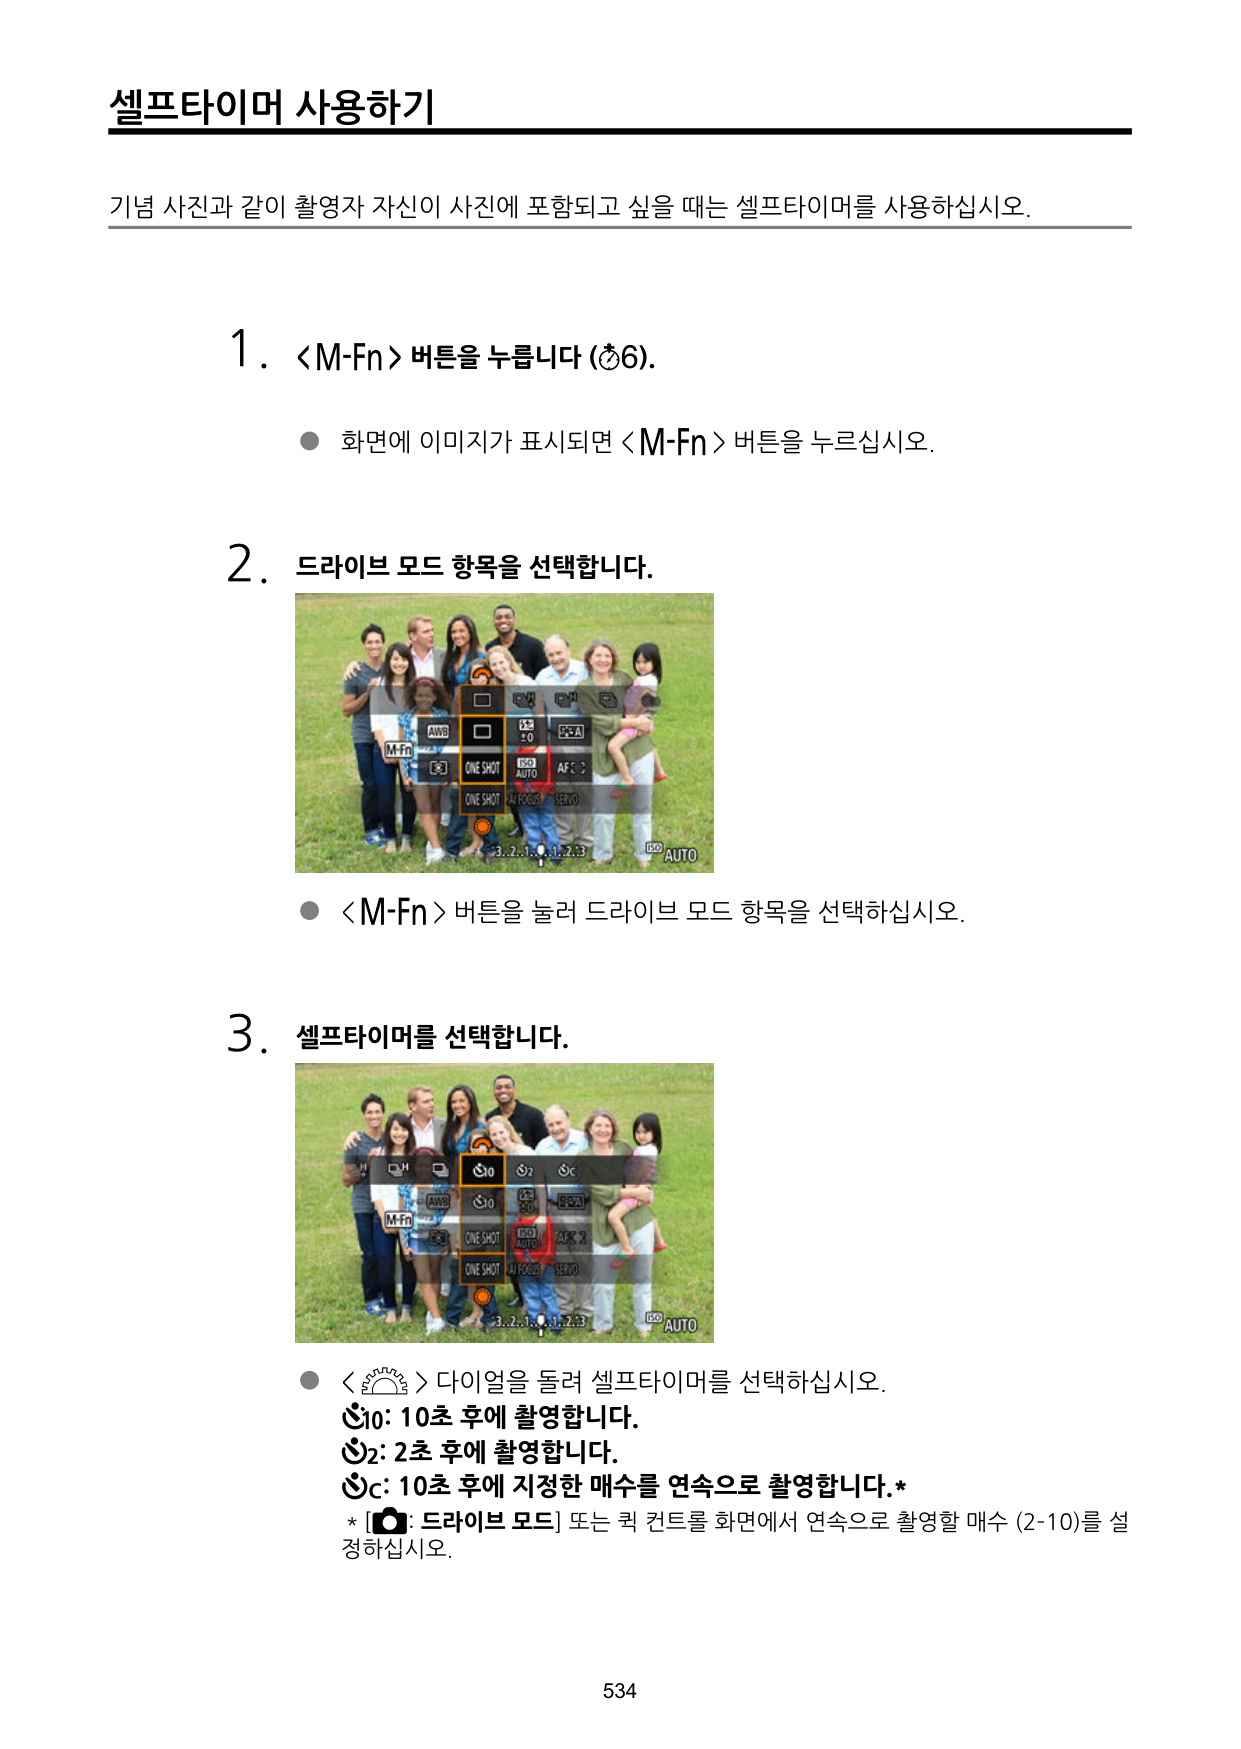 셀프타이머 사용하기
기념 사진과 같이 촬영자 자신이 사진에 포함되고 싶을 때는 셀프타이머를 사용하십시오.
1. <M-Fn> 버튼을 누릅니다 (⏱6).
● 화면에 이미지가 표시되면 <M-Fn> 버튼을 누르십시오.
2. 드라이브 모드 항목을 선택합니다.
H H
AWB ±0 A
M-Fn
ONE SHOT ISO AUTO AF
ONE SHOT AI FOCUS SERVO
3..2..1..0..1..2..3 ISO AUTO
● <M-Fn> 버튼을 눌러 드라이브 모드 항목을 선택하십시오.
3. 셀프타이머를 선택합니다.
H H 10 2 C
AWB 10 ±0 A
M-Fn
ONE SHOT ISO AUTO AF
ONE SHOT AI FOCUS SERVO
3..2..1..0..1..2..3 ISO AUTO
● < > 다이얼을 돌려 셀프타이머를 선택하십시오.
10: 10초 후에 촬영합니다.
2: 2초 후에 촬영합니다.
C: 10초 후에 지정한 매수를 연속으로 촬영합니다.*
* [: 드라이브 모드] 또는 퀵 컨트롤 화면에서 연속으로 촬영할 매수 (2-10)를 설
정하십시오.
534